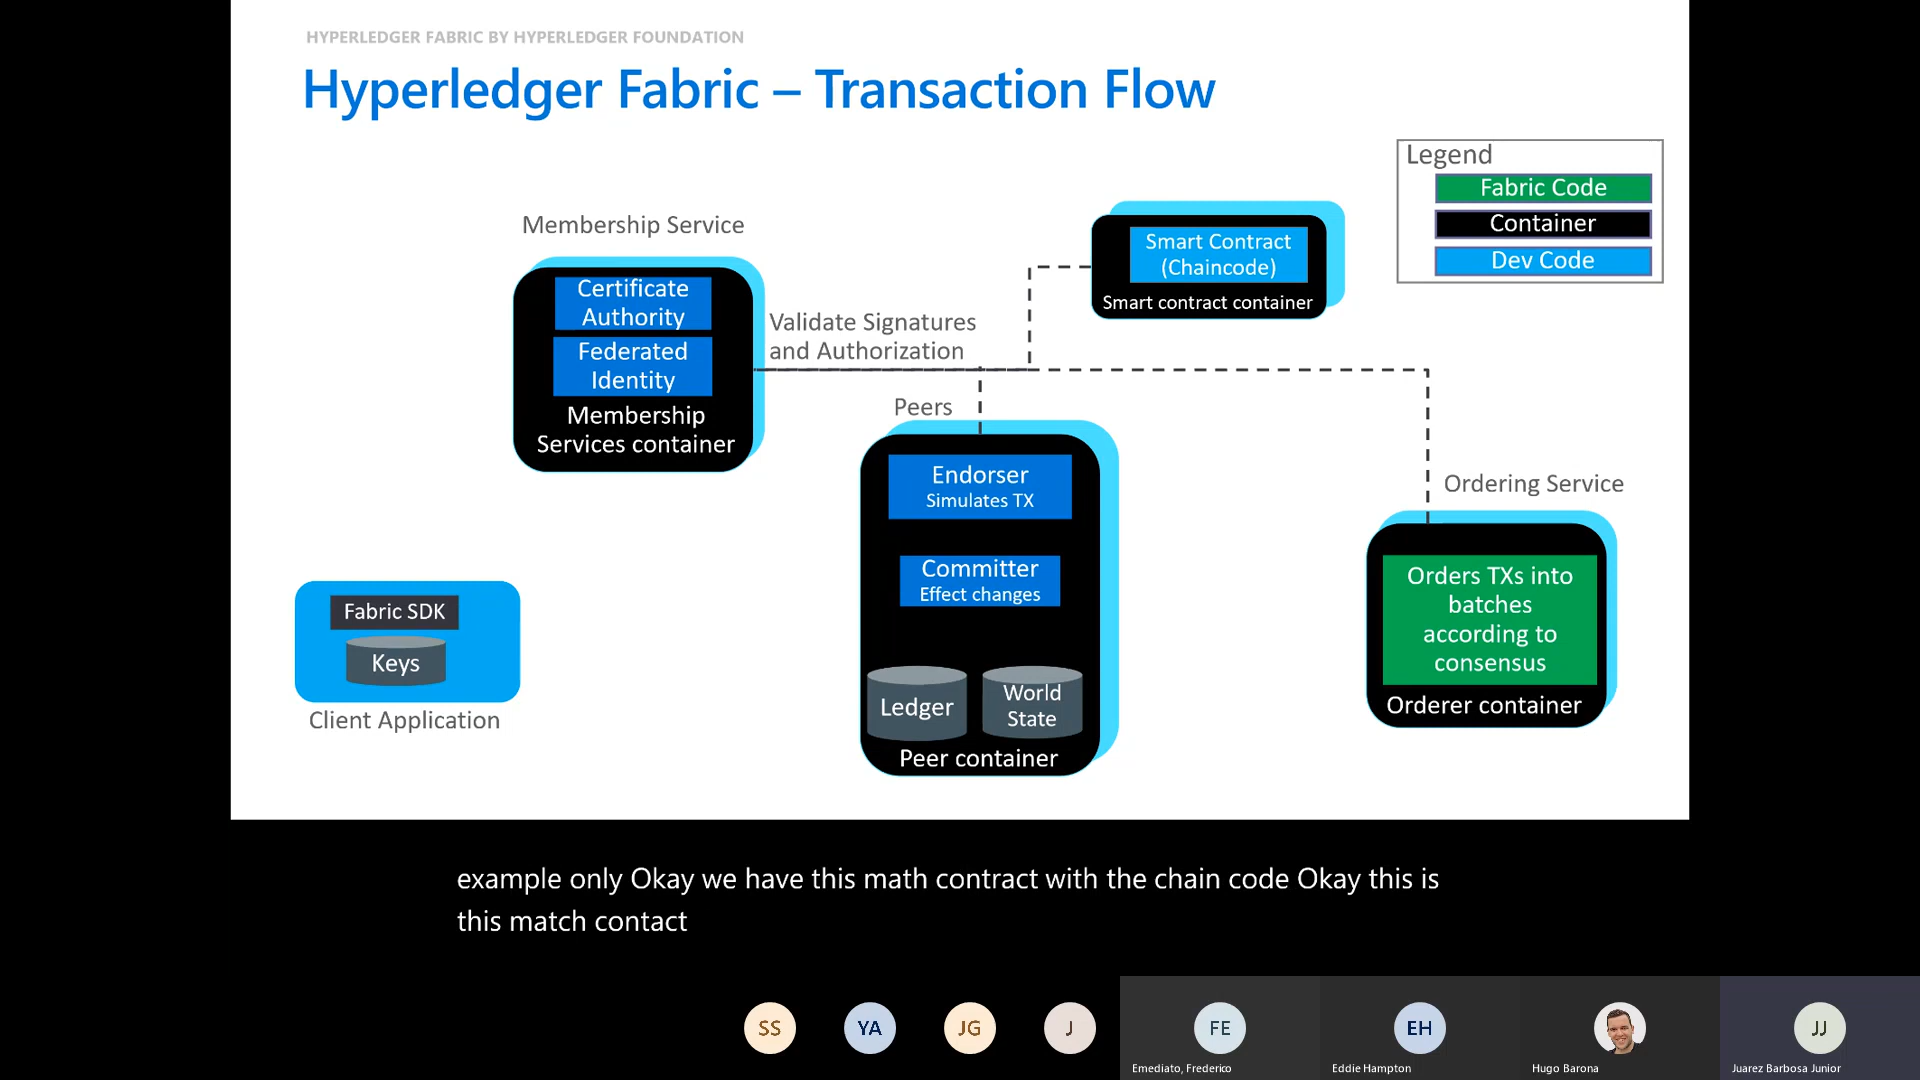 HYPERLEDGER FABRIC BY HYPERLEDGER FOUNDATION
Hyperledger Fabric – Transaction Flow
Legend
Fabric Code
Container
Dev Code
Membership Service
Certificate
Authority
Federated
Identity
Membership
Services container
Validate Signatures
and Authorization
Smart Contract
(Chaincode)
Smart contract container
Peers
Endorser
Simulates TX
Committer
Effect changes
Ledger
World
State
Peer container
Ordering Service
Orders TXs into
batches
according to
consensus
Orderer container
Fabric SDK
Keys
Client Application
example only Okay we have this math contract with the chain code Okay this is
this match contact
SS
YA
JG
J
FE
Emediato, Frederico
EH
Eddie Hampton
Hugo Barona
JJ
Juarez Barbosa Junior